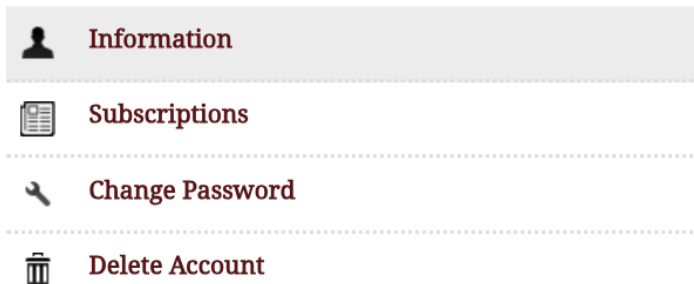 Information
Subscriptions
Change Password
Delete Account